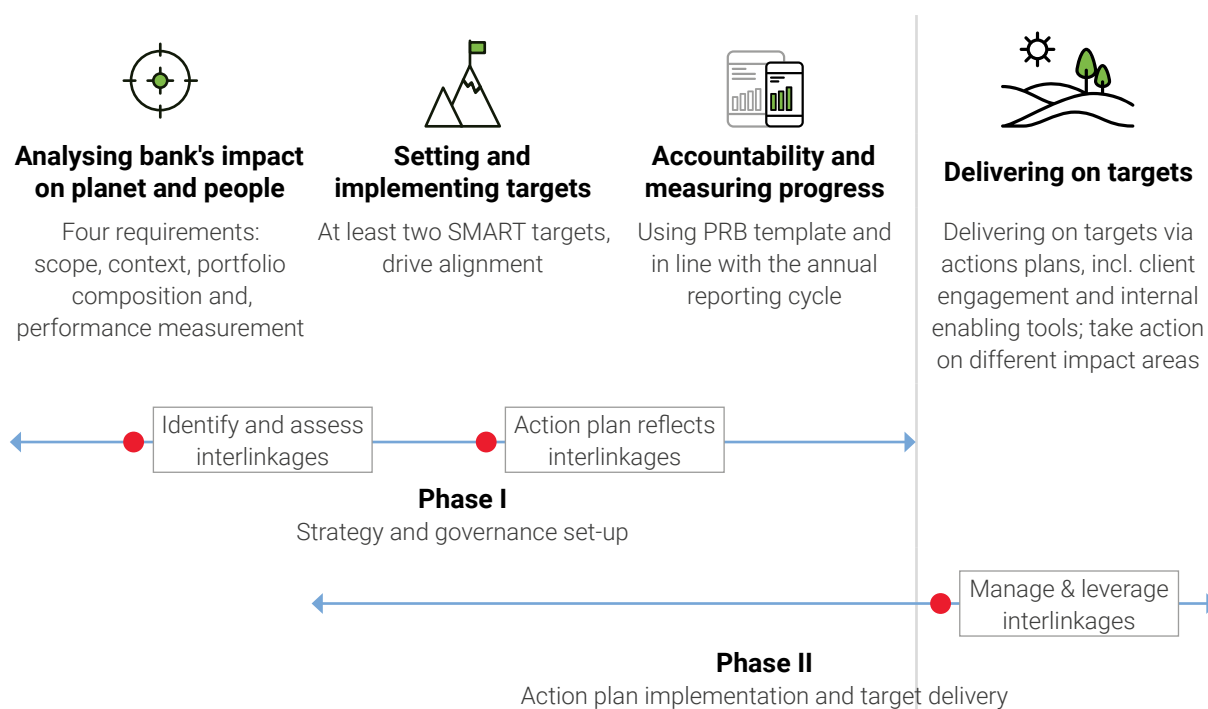 Analysing bank's impact
on planet and people
Four requirements:
scope, context, portfolio
composition and,
performance measurement
Setting and
implementing targets
At least two SMART targets,
drive alignment
Accountability and
measuring progress
Using PRB template and
in line with the annual
reporting cycle
Delivering on targets
Delivering on targets via
actions plans, incl. client
engagement and internal
enabling tools; take action
on different impact areas
Identify and assess
interlinkages
Action plan reflects
interlinkages
Phase I
Strategy and governance set-up
Manage & leverage
interlinkages
Phase II
Action plan implementation and target delivery